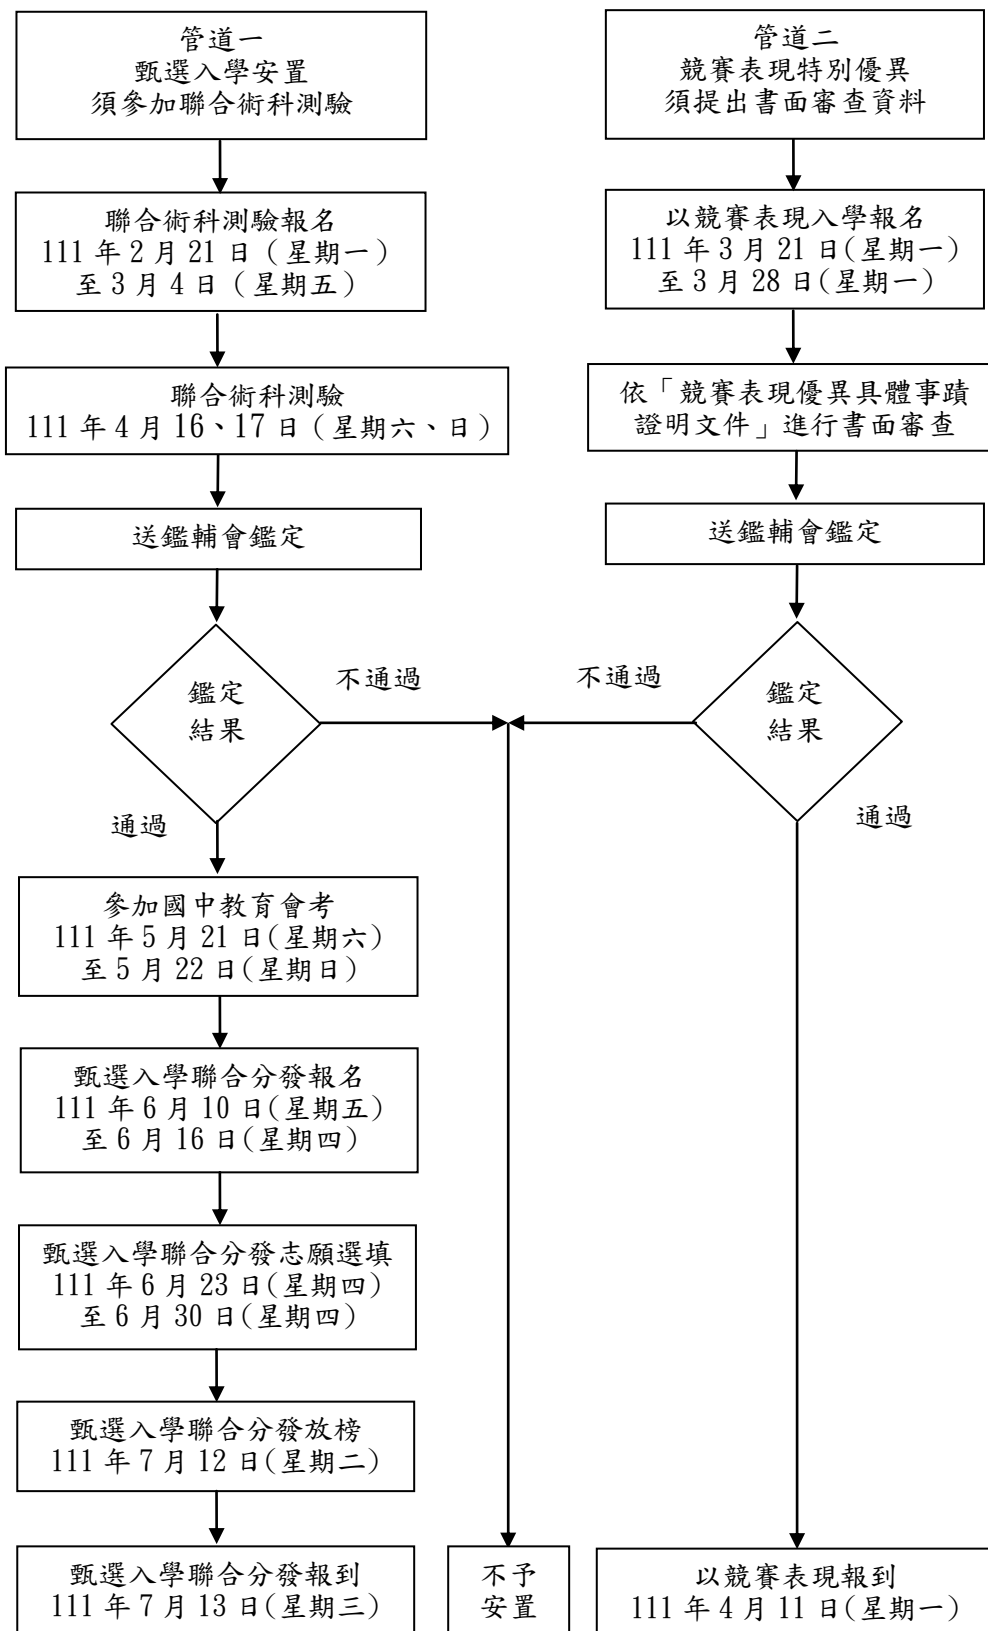 管道一
甄選入學安置
須參加聯合術科測驗
聯合術科測驗報名
111 年 2 月 21 日（星期一）
至 3 月 4 日（星期五）
聯合術科測驗
111 年 4 月 16、17 日（星期六、日）
送鑑輔會鑑定
鑑定
結果
不通過
通過
參加國中教育會考
111 年 5 月 21 日(星期六)
至 5 月 22 日(星期日)
甄選入學聯合分發報名
111 年 6 月 10 日(星期五)
至 6 月 16 日(星期四)
甄選入學聯合分發志願選填
111 年 6 月 23 日(星期四)
至 6 月 30 日(星期四)
甄選入學聯合分發放榜
111 年 7 月 12 日(星期二)
甄選入學聯合分發報到
111 年 7 月 13 日(星期三)
不予
安置
管道二
競賽表現特別優異
須提出書面審查資料
以競賽表現入學報名
111 年 3 月 21 日(星期一)
至 3 月 28 日(星期一)
依「競賽表現優異具體事蹟
證明文件」進行書面審查
送鑑輔會鑑定
鑑定
結果
不通過
通過
以競賽表現報到
111 年 4 月 11 日(星期一)